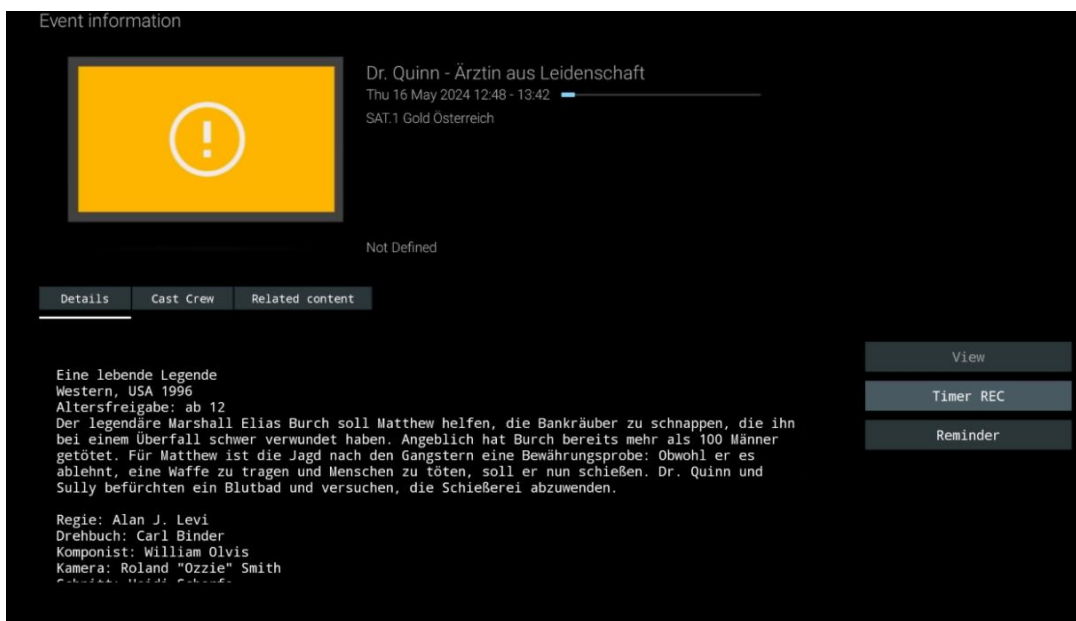 Event information
Dr. Quinn - Ärztin aus Leidenschaft
Thu 16 May 2024 12:48 - 13:42
SAT.1 Gold Österreich
Not Defined
Details
Cast Crew
Related content
View
Timer REC
Reminder
Eine lebende Legende
Western, USA 1996
Altersfreigabe: ab 12
Der legendäre Marshall Elias Burch soll Matthew helfen, die Bankräuber zu schnappen, die ihn
bei einem Überfall schwer verwundet haben. Angeblich hat Burch bereits mehr als 100 Männer
getötet. Für Matthew ist die Jagd nach den Gangstern eine Bewährungsprobe: Obwohl er es
ablehnt, eine Waffe zu tragen und Menschen zu töten, soll er nun schießen. Dr. Quinn und
Sully befürchten ein Blutbad und versuchen, die Schießerei abzuwenden.
Regie: Alan J. Levi
Drehbuch: Carl Binder
Komponist: William Olvis
Kamera: Roland "Ozzie" Smith